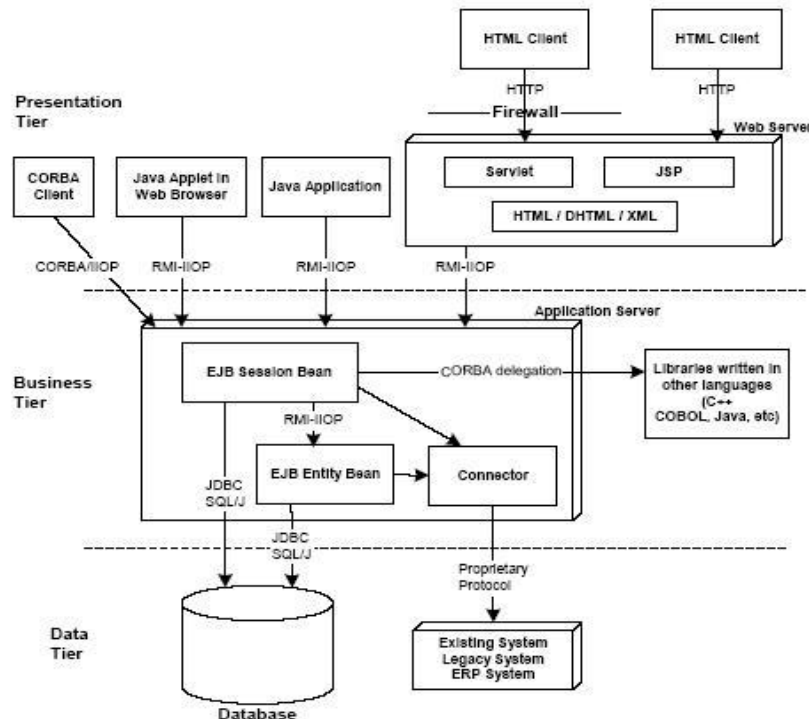 HTML Client
HTML Client
HTTP
HTTP
Presentation
Tier
Firewall
Web Server
CORBA
Client
Java Applet in
Web Browser
Java Application
Servlet
JSP
HTML / DHTML / XML
CORBA/IIOP
RMI-IIOP
RMI-IIOP
RMI-IIOP
Application Server
Business
Tier
EJB Session Bean
CORBA delegation
Libraries written in
other languages
(C++
COBOL, Java, etc)
RMI-IIOP
EJB Entity Bean
Connector
JDBC
SQL/J
JDBC
SQL/J
Proprietary
Protocol
Data
Tier
Existing System
Legacy System
ERP System
Database